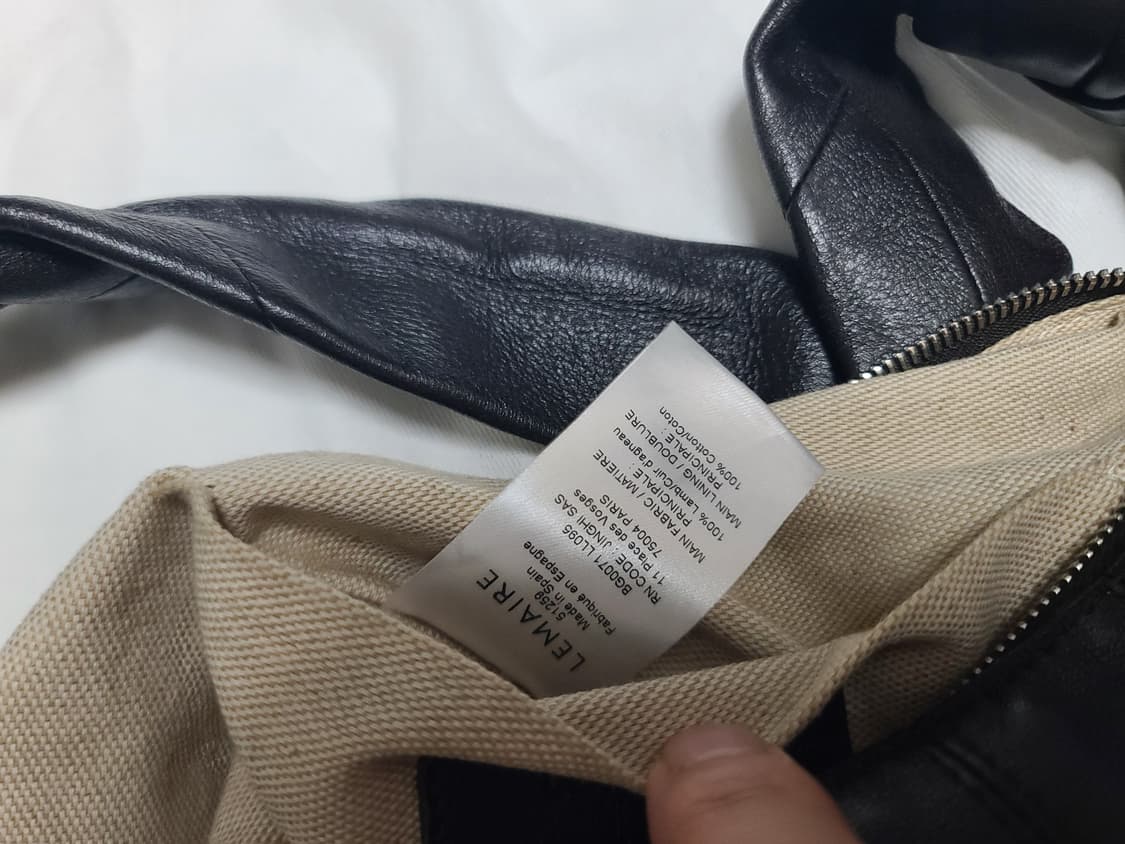 LEMAIRE
51259
Made in Spain
Fabriqué en Espagne
BG0071 LL095
RN CODE: JINGHI SAS
11 Place des Vosges
75004 PARIS
MAIN FABRIC / MATIERE
PRINCIPALE :
100% Lamb/Cuir d'agneau
MAIN LINING / DOUBLURE
PRINCIPALE :
100% Cotton/Coton